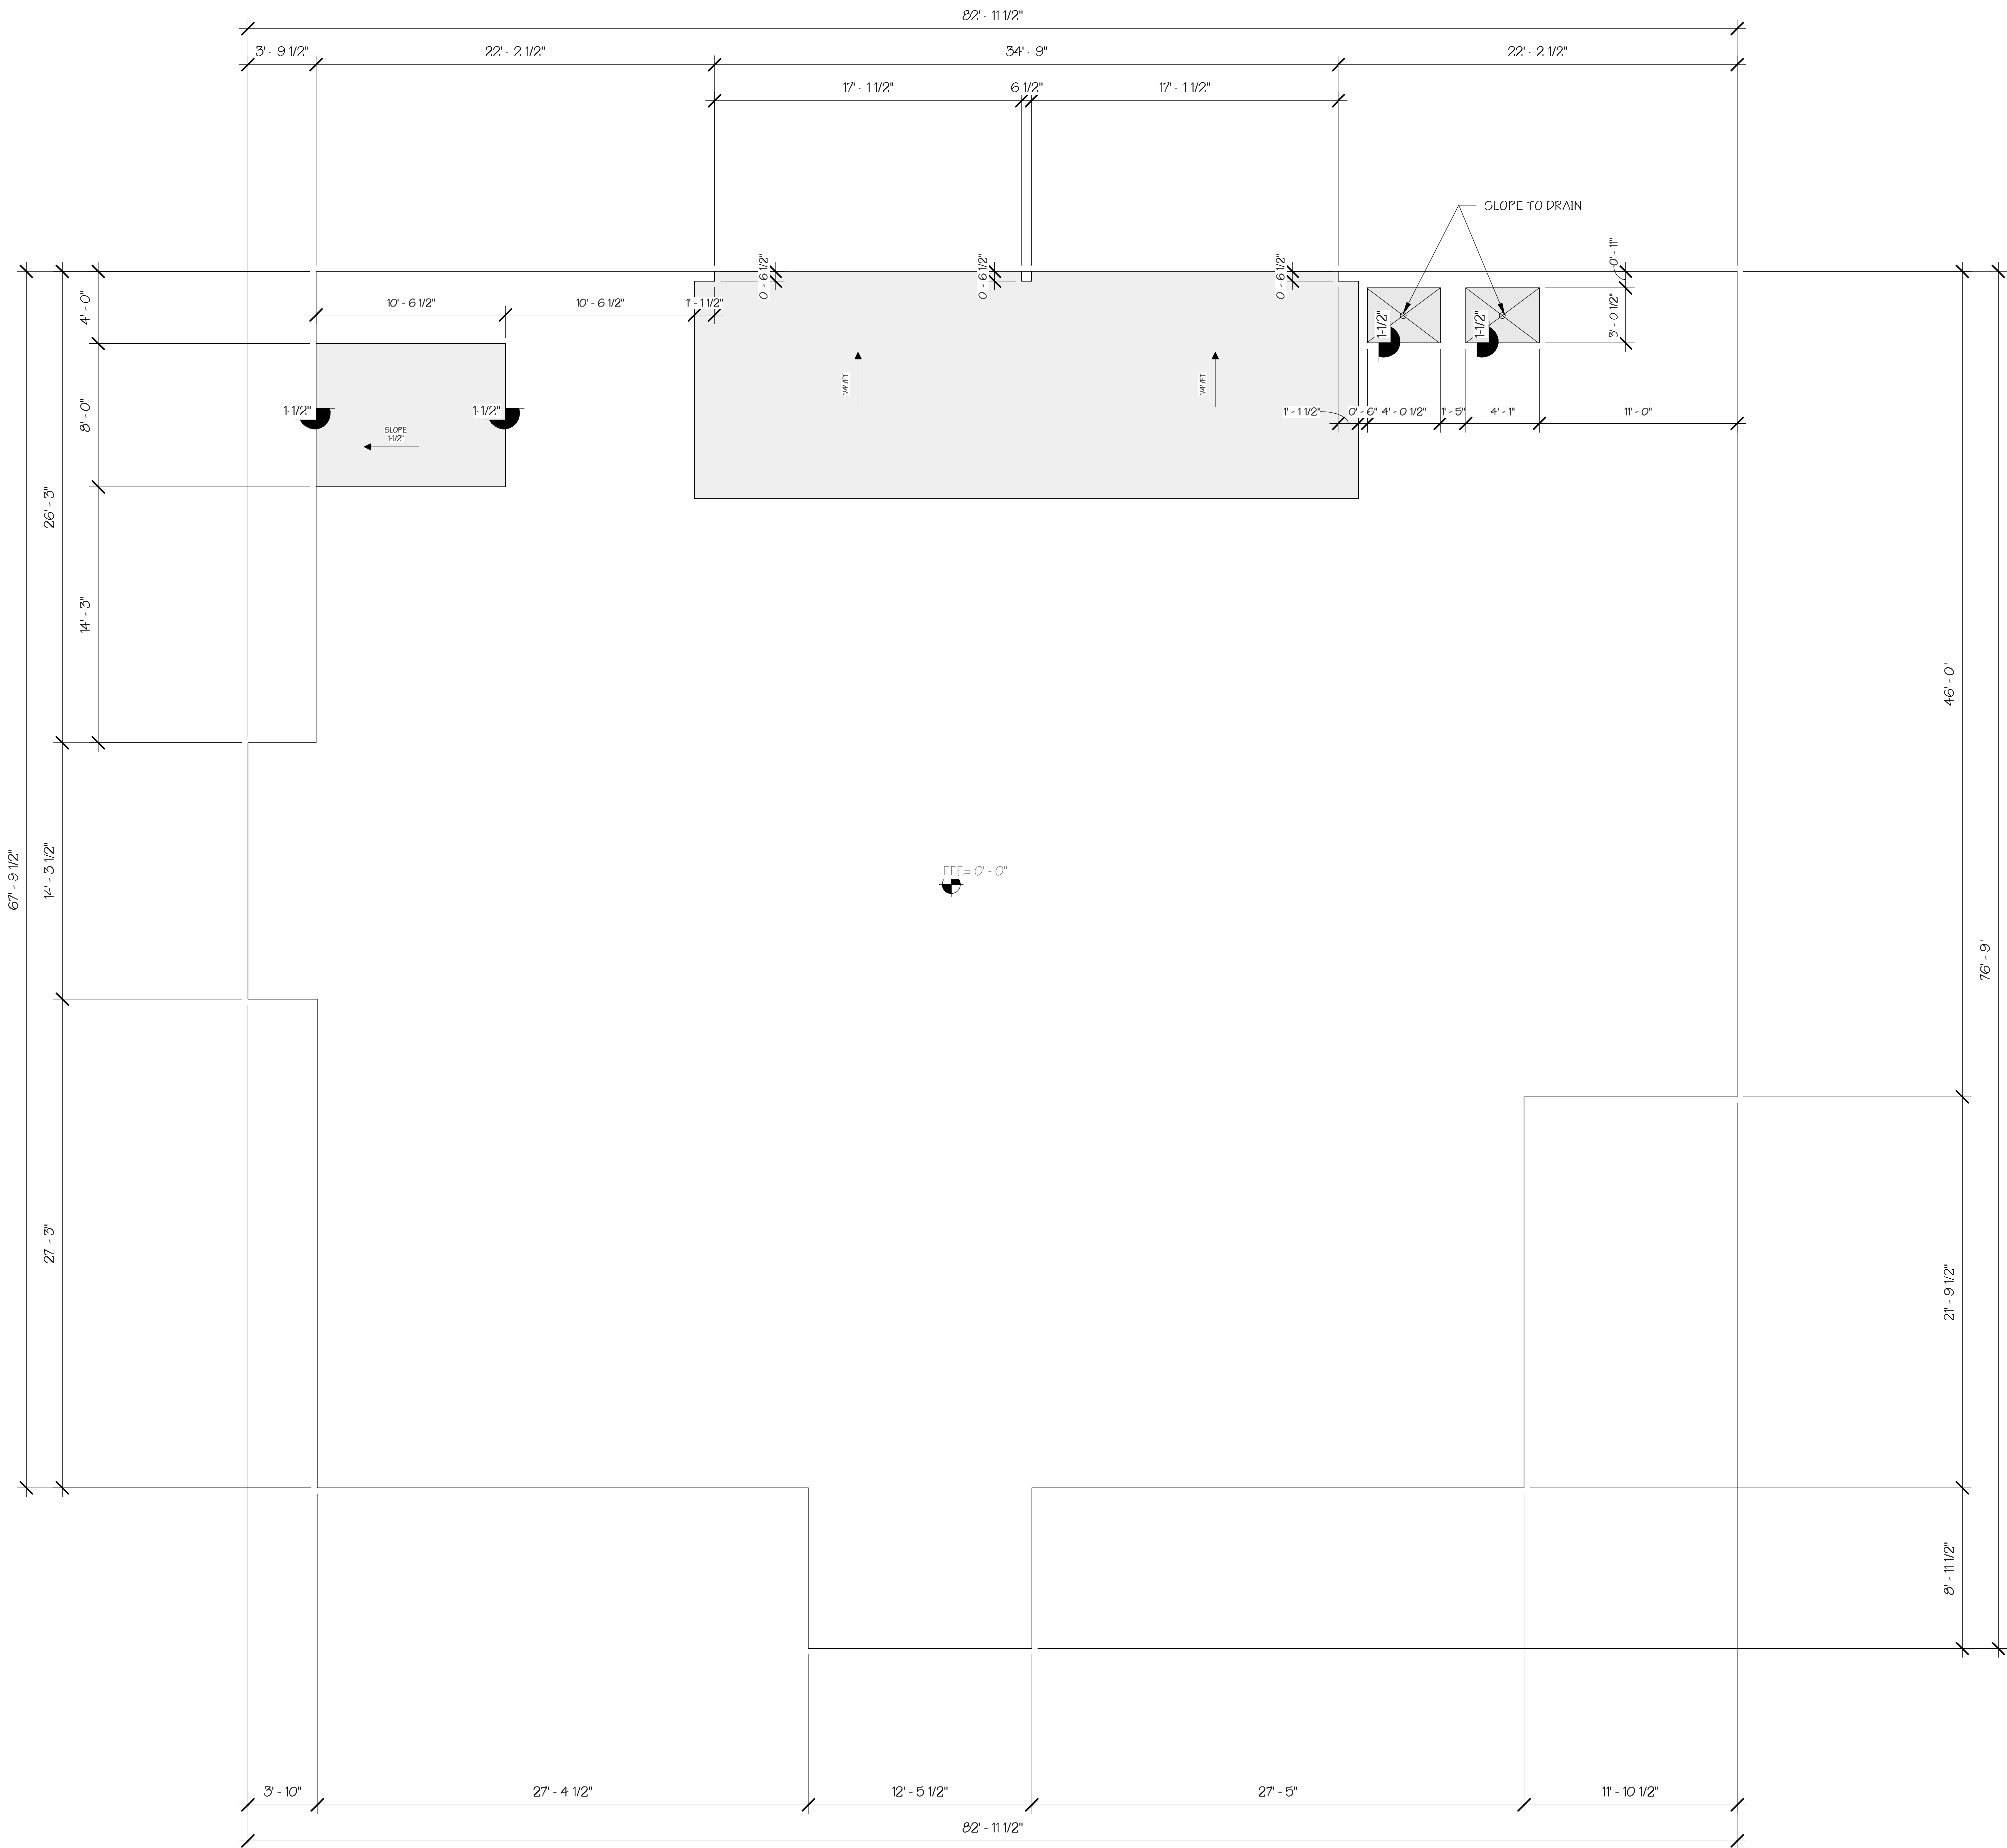 82' - 11 1/2"
3' - 9 1/2"
22' - 2 1/2"
34' - 9"
22' - 2 1/2"
17' - 1 1/2"
6 1/2"
17' - 1 1/2"
SLOPE TO DRAIN
0' - 6 1/2"
0' - 6 1/2"
0' - 6 1/2"
0' - 11"
3' - 0 1/2"
4' - 0"
10' - 6 1/2"
10' - 6 1/2"
1' - 1 1/2"
1-1/2"
1-1/2"
1/4"/FT
1/4"/FT
8' - 0"
1-1/2"
1-1/2"
SLOPE
1-1/2"
1' - 1 1/2"
0' - 6"
4' - 0 1/2"
1' - 5"
4' - 1"
11' - 0"
26' - 3"
14' - 3"
46' - 0"
67' - 9 1/2"
14' - 3 1/2"
FFE= 0' - 0"
76' - 9"
27' - 3"
21' - 9 1/2"
8' - 11 1/2"
3' - 10"
27' - 4 1/2"
12' - 5 1/2"
27' - 5"
11' - 10 1/2"
82' - 11 1/2"